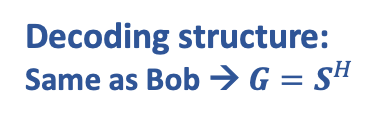 Decoding structure:
Same as Bob → G = S^H